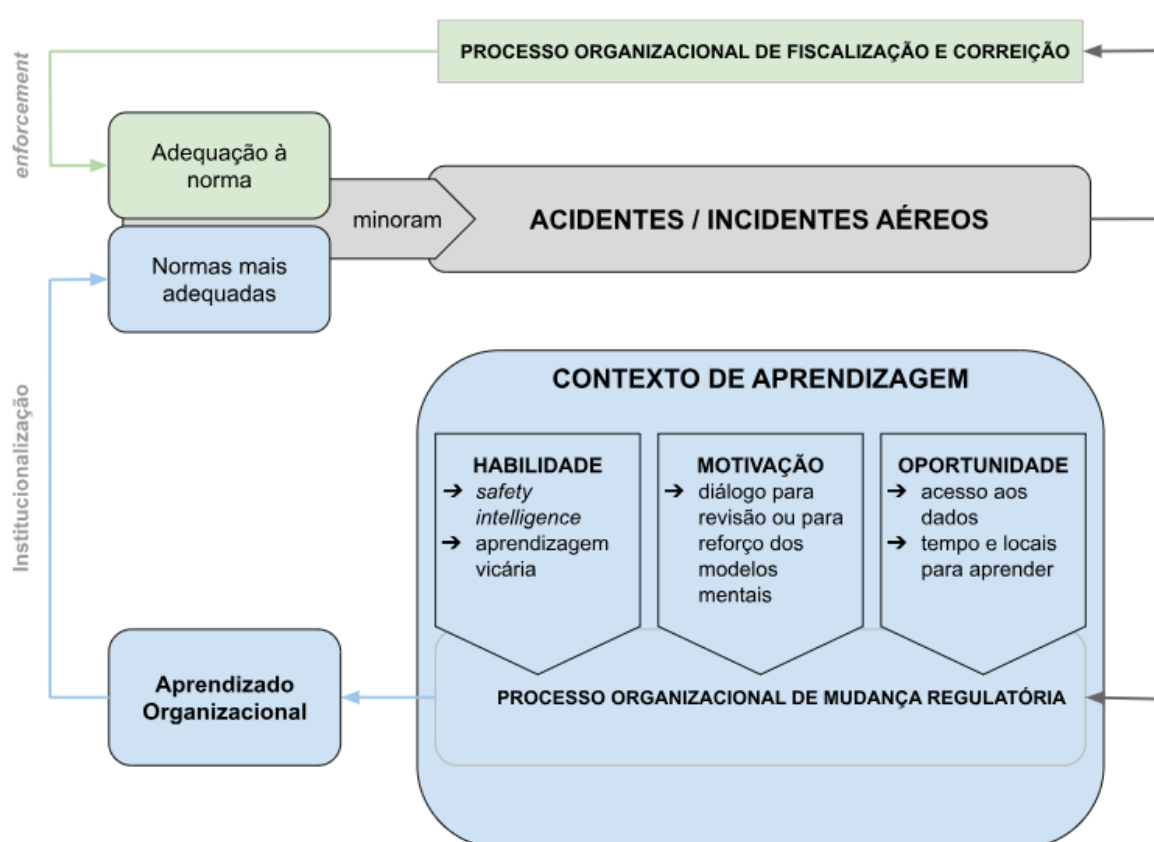 PROCESSO ORGANIZACIONAL DE FISCALIZAÇÃO E CORREIÇÃO
enforcement
Adequação à
norma
minoram
ACIDENTES / INCIDENTES AÉREOS
Normas mais
adequadas
Institucionalização
CONTEXTO DE APRENDIZAGEM
HABILIDADE
➔ safety
intelligence
➔ aprendizagem
vicária
MOTIVAÇÃO
➔ diálogo para
revisão ou para
reforço dos
modelos
mentais
OPORTUNIDADE
➔ acesso aos
dados
➔ tempo e locais
para aprender
Aprendizado
Organizacional
PROCESSO ORGANIZACIONAL DE MUDANÇA REGULATÓRIA